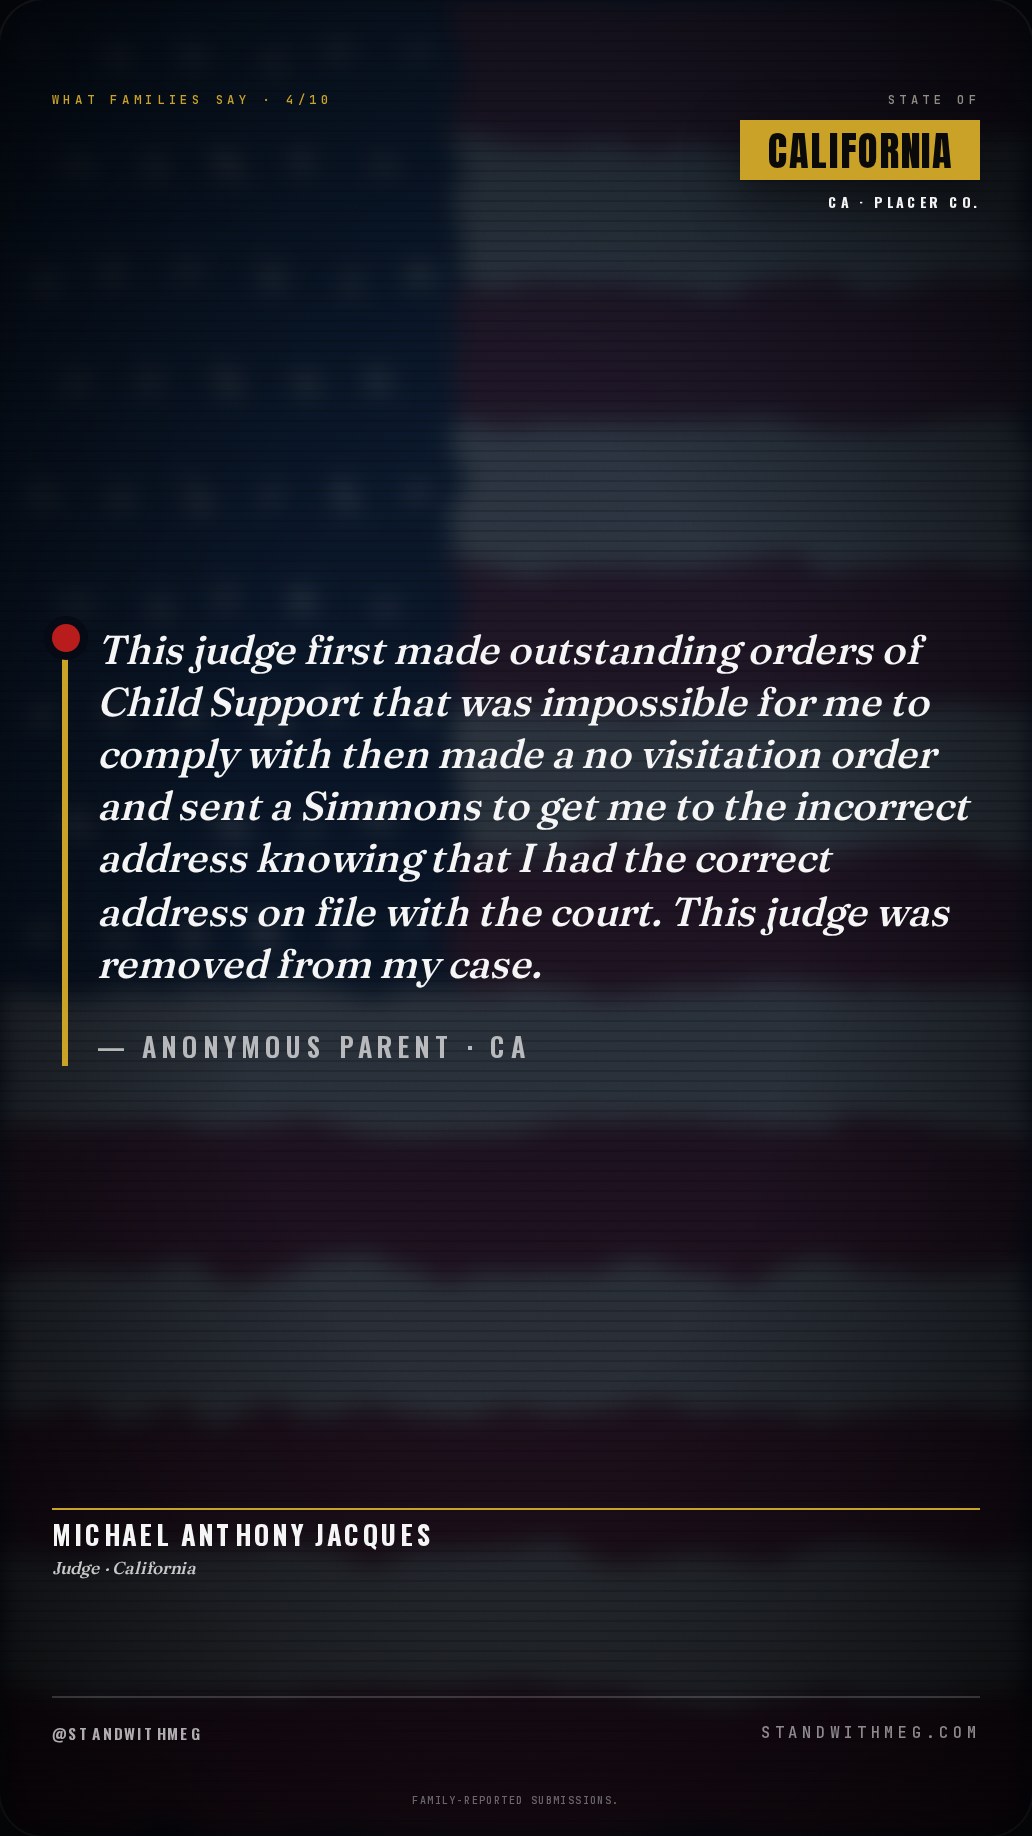 WHAT FAMILIES SAY · 4/10
STATE OF
CALIFORNIA
CA · PLACER CO.
This judge first made outstanding orders of
Child Support that was impossible for me to
comply with then made a no visitation order
and sent a Simmons to get me to the incorrect
address knowing that I had the correct
address on file with the court. This judge was
removed from my case.
— ANONYMOUS PARENT · CA
MICHAEL ANTHONY JACQUES
Judge · California
@STANDWITHMEG
STANDWITHMEG.COM
FAMILY-REPORTED SUBMISSIONS.